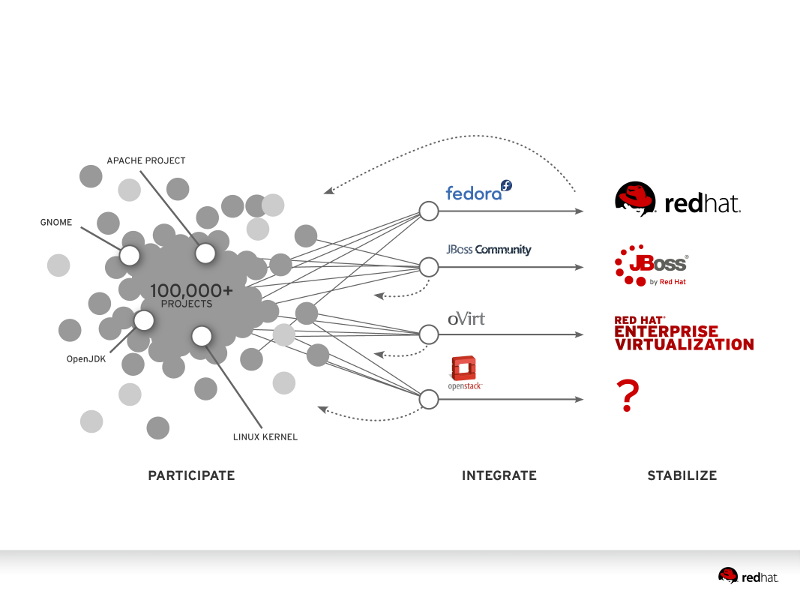 APACHE PROJECT
GNOME
100,000+
PROJECTS
OpenJDK
LINUX KERNEL
fedora
redhat.
JBoss Community
JBoss
by Red Hat
oVirt
RED HAT
ENTERPRISE
VIRTUALIZATION
openstack
?
PARTICIPATE
INTEGRATE
STABILIZE
redhat.